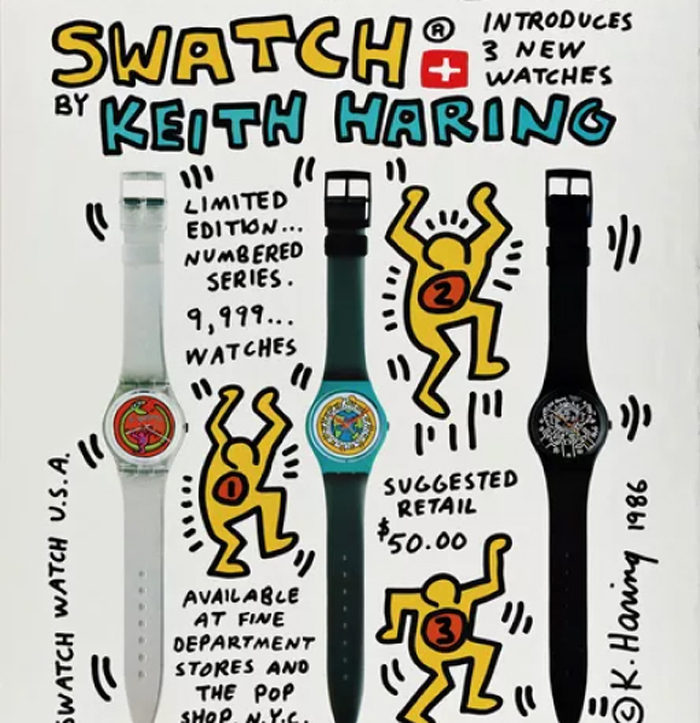 SWATCH®
INTRODUCES
3 NEW
WATCHES
BY KEITH HARING
LIMITED
EDITION...
NUMBERED
SERIES.
9,999...
WATCHES
2
1
SUGGESTED
RETAIL
$50.00
3
AVAILABLE
AT FINE
DEPARTMENT
STORES AND
THE POP
SHOP, N.Y.C.
SWATCH WATCH U.S.A.
© K. Haring 1986